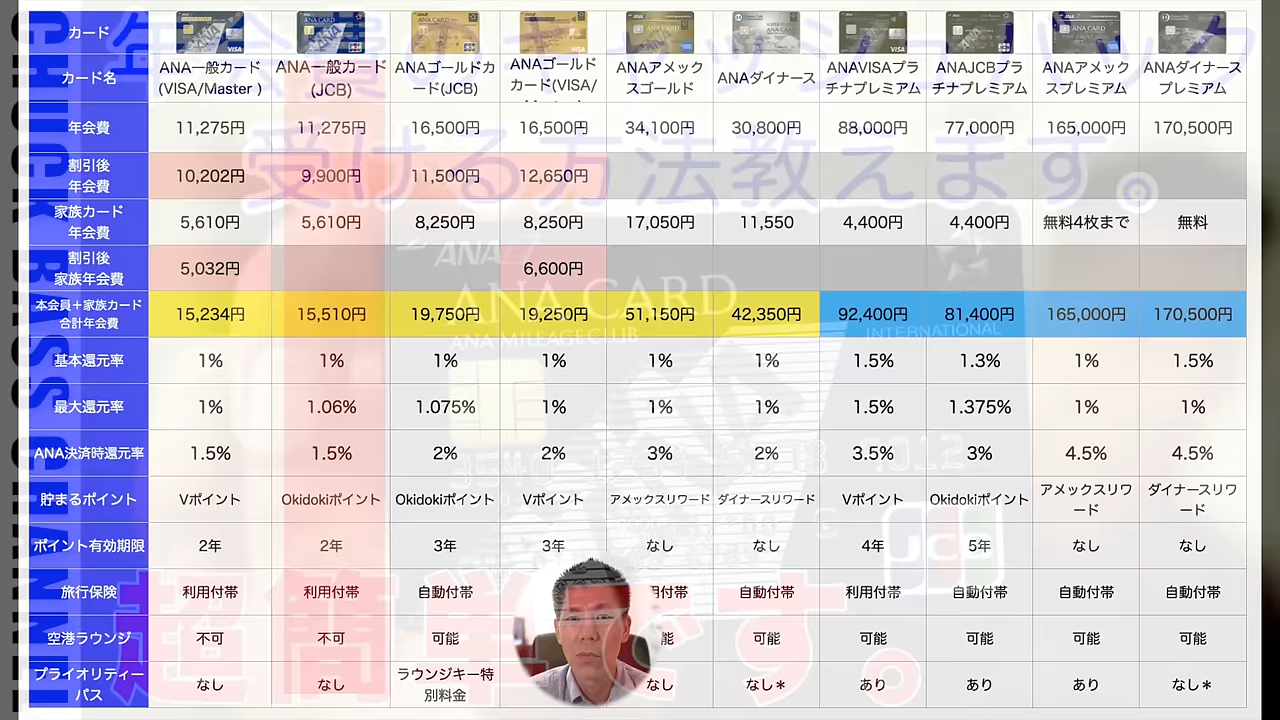 カード
カード名 ANA一般カード(VISA/Master ) ANA一般カード(JCB) ANAゴールドカード(JCB) ANAゴールドカード(VISA/ ANAアメックスゴールド ANAダイナース ANAVISAプラチナプレミアム ANAJCBプラチナプレミアム ANAアメックスプレミアム ANAダイナースプレミアム
年会費 11,275円 11,275円 16,500円 16,500円 34,100円 30,800円 88,000円 77,000円 165,000円 170,500円
割引後年会費 10,202円 9,900円 11,500円 12,650円
家族カード年会費 5,610円 5,610円 8,250円 8,250円 17,050円 11,550 4,400円 4,400円 無料4枚まで 無料
割引後家族年会費 5,032円 6,600円
本会員+家族カード合計年会費 15,234円 15,510円 19,750円 19,250円 51,150円 42,350円 92,400円 81,400円 165,000円 170,500円
基本還元率 1% 1% 1% 1% 1% 1% 1.5% 1.3% 1% 1.5%
最大還元率 1% 1.06% 1.075% 1% 1% 1% 1.5% 1.375% 1% 1%
ANA決済時還元率 1.5% 1.5% 2% 2% 3% 2% 3.5% 3% 4.5% 4.5%
貯まるポイント Vポイント Okidokiポイント Okidokiポイント Vポイント アメックスリワード ダイナースリワード Vポイント Okidokiポイント アメックスリワード ダイナースリワード
ポイント有効期限 2年 2年 3年 3年 なし なし 4年 5年 なし なし
旅行保険 利用付帯 利用付帯 自動付帯 用付帯 自動付帯 利用付帯 自動付帯 自動付帯 自動付帯
空港ラウンジ 不可 不可 可能 能 可能 可能 可能 可能 可能
プライオリティーパス なし なし ラウンジキー特別料金 なし なし* あり あり あり なし*
受ける方法教えます。
ANA CARD
ANA MILEAGE CLUB
INTERNATIONAL
JCB
超簡単です。
CHUCK BASS CHANNEL